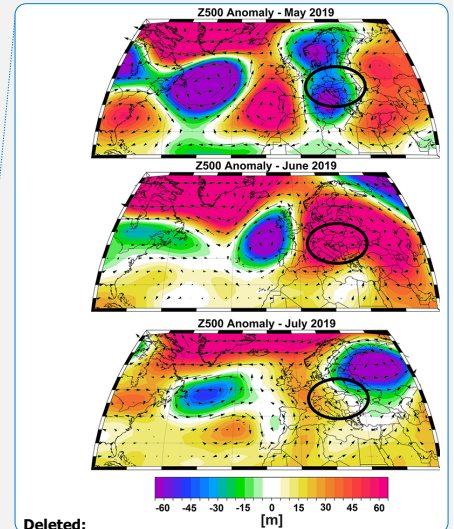 Z500 Anomaly - May 2019
Z500 Anomaly - June 2019
Z500 Anomaly - July 2019
-60 -45 -30 -15 0 15 30 45 60
[m]
Deleted: